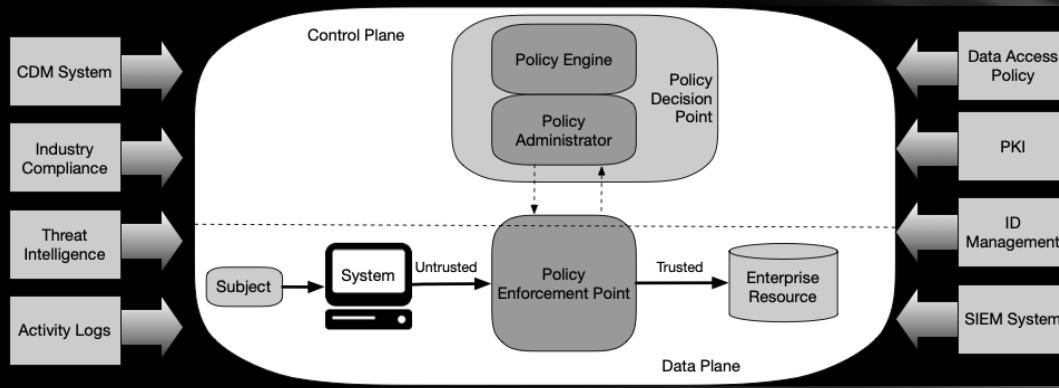 CDM System
Industry
Compliance
Threat
Intelligence
Activity Logs
Control Plane
Policy Engine
Policy
Administrator
Policy
Decision
Point
Subject
System
Untrusted
Policy
Enforcement Point
Trusted
Enterprise
Resource
Data Plane
Data Access
Policy
PKI
ID
Management
SIEM System